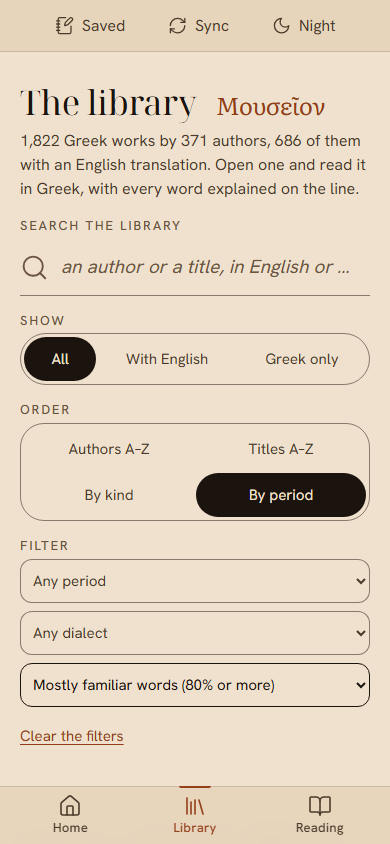 Saved Sync Night
The library Μουσεῖον
1,822 Greek works by 371 authors, 686 of them
with an English translation. Open one and read it
in Greek, with every word explained on the line.
SEARCH THE LIBRARY
an author or a title, in English or ...
SHOW
All With English Greek only
ORDER
Authors A–Z Titles A–Z
By kind By period
FILTER
Any period
Any dialect
Mostly familiar words (80% or more)
Clear the filters
Home Library Reading